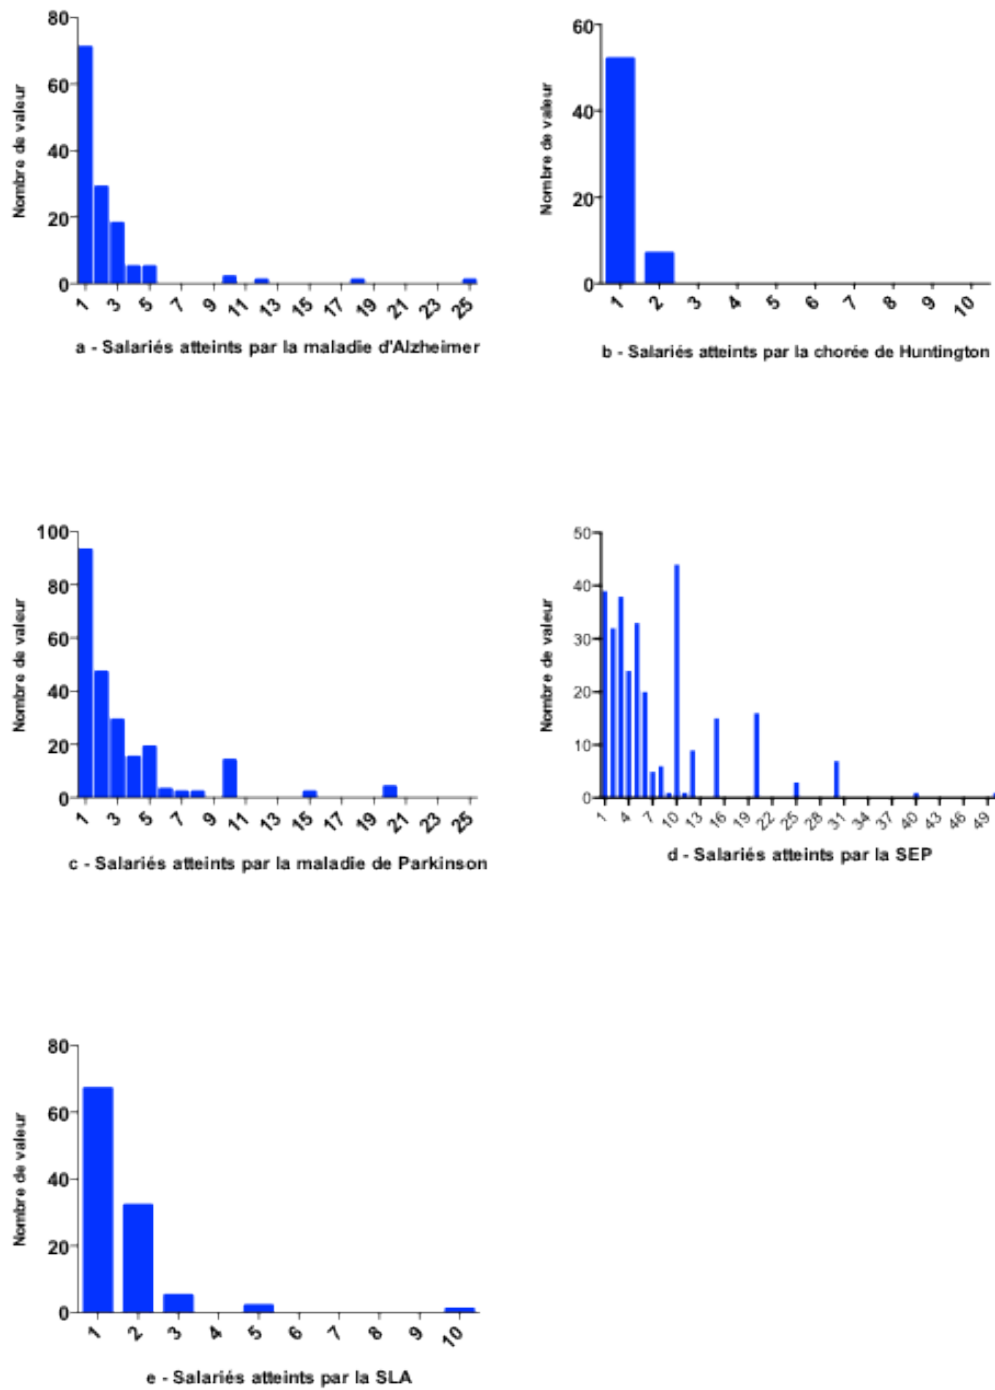 80
60
40
20
0
Nombre de valeur
1 3 5 7 9 11 13 15 17 19 21 23 25
a - Salariés atteints par la maladie d'Alzheimer
60
40
20
0
Nombre de valeur
1 2 3 4 5 6 7 8 9 10
b - Salariés atteints par la chorée de Huntington
100
80
60
40
20
0
Nombre de valeur
1 3 5 7 9 11 13 15 17 19 21 23 25
c - Salariés atteints par la maladie de Parkinson
50
40
30
20
10
0
Nombre de valeur
1 4 7 10 13 16 19 22 25 28 31 34 37 40 43 46 49
d - Salariés atteints par la SEP
80
60
40
20
0
Nombre de valeur
1 2 3 4 5 6 7 8 9 10
e - Salariés atteints par la SLA